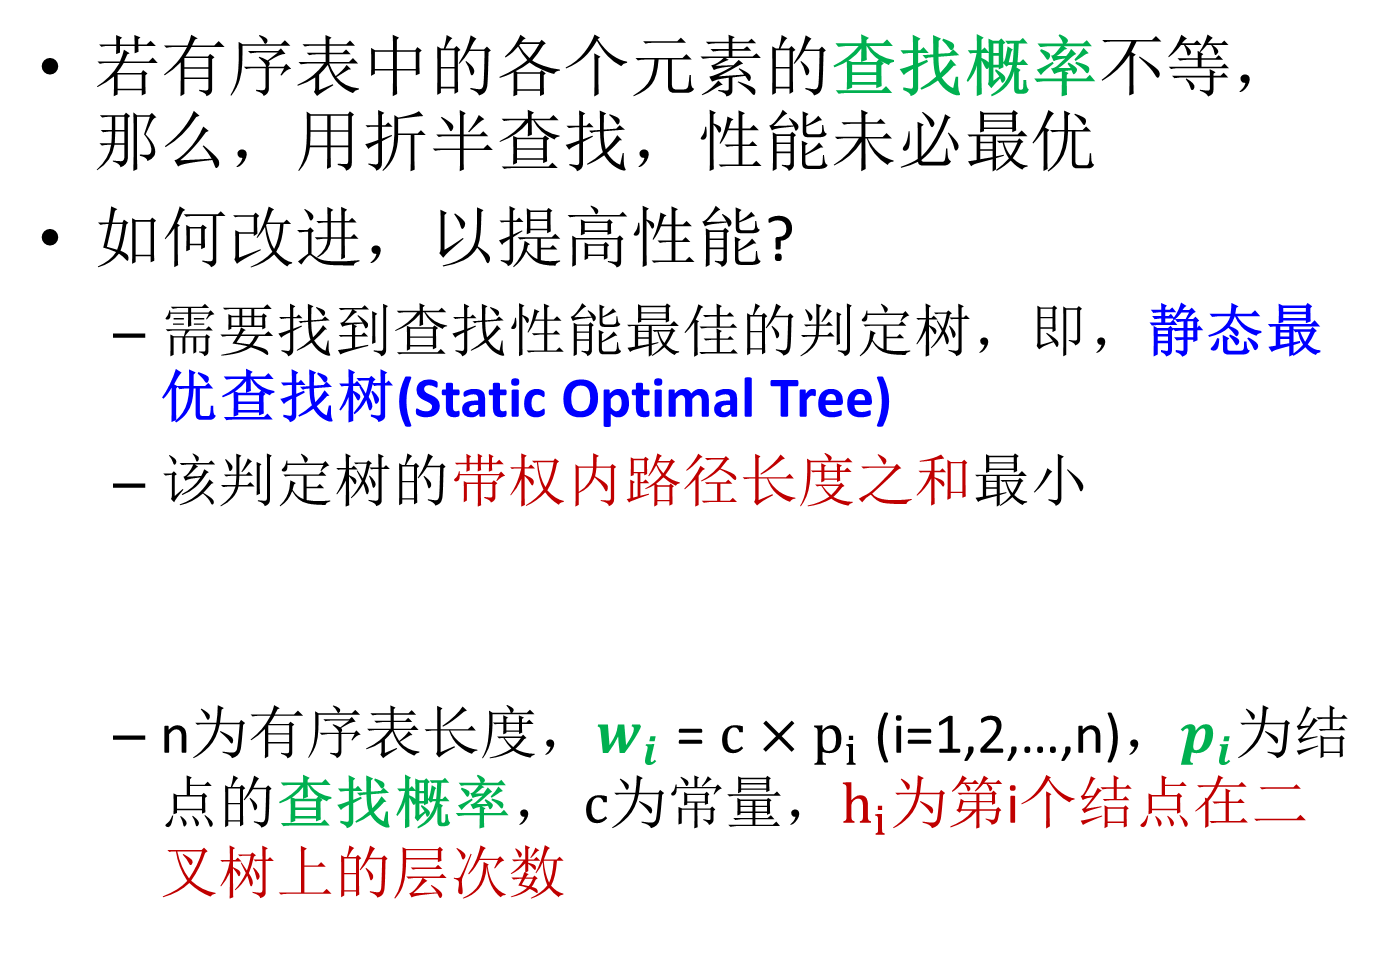 • 若有序表中的各个元素的查找概率不等，
那么，用折半查找，性能未必最优
• 如何改进，以提高性能?
– 需要找到查找性能最佳的判定树，即，静态最
优查找树(Static Optimal Tree)
– 该判定树的带权内路径长度之和最小
– n为有序表长度，wᵢ = c × pᵢ (i=1,2,…,n)，pᵢ为结
点的查找概率， c为常量，hᵢ为第i个结点在二
叉树上的层次数